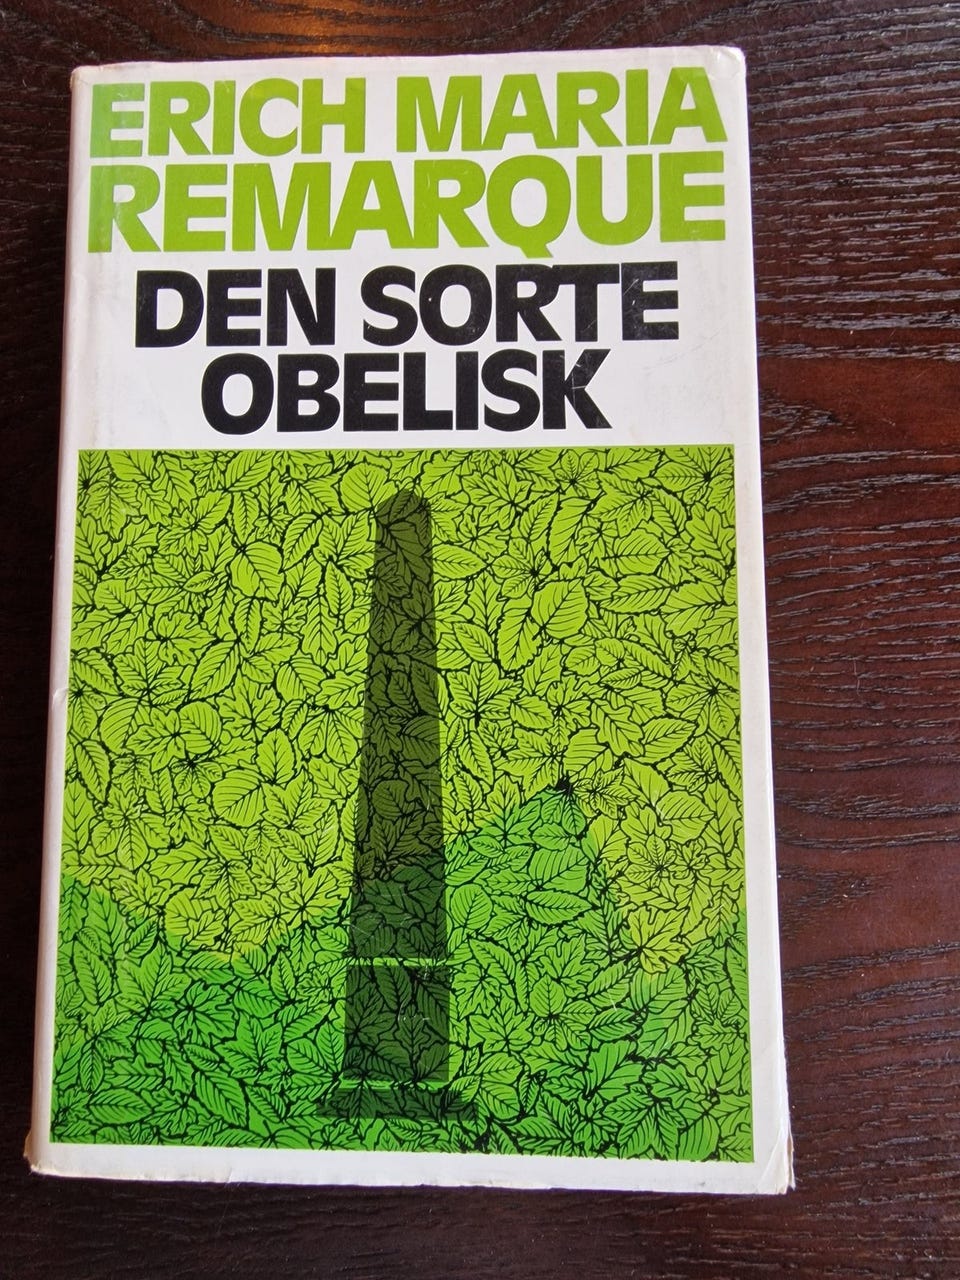 ERICH MARIA
REMARQUE
DEN SORTE
OBELISK